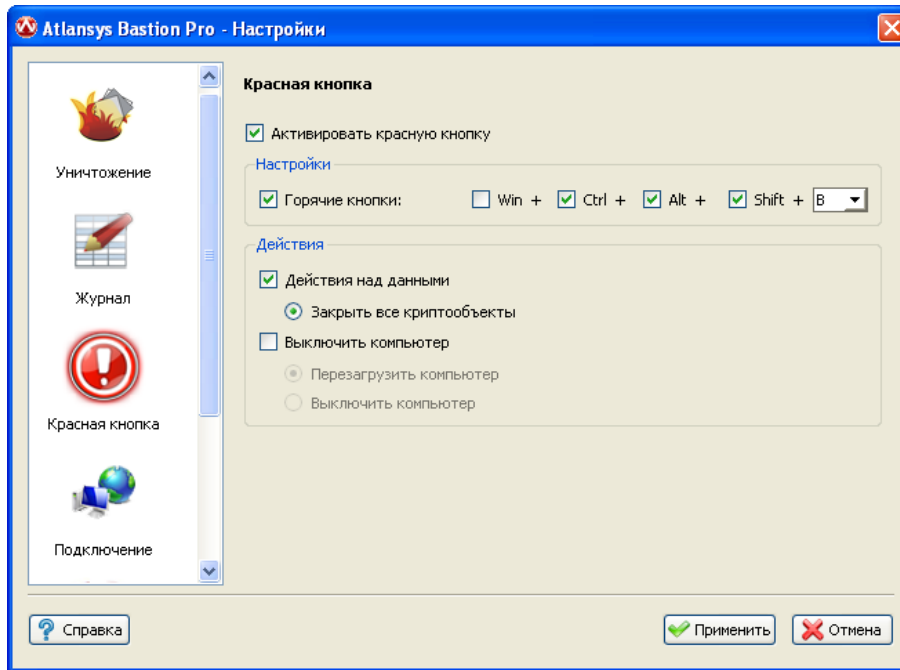 Atlansys Bastion Pro - Настройки
Уничтожение
Журнал
Красная кнопка
Подключение
Красная кнопка
Активировать красную кнопку
Настройки
Горячие кнопки: Win + Ctrl + Alt + Shift + B
Действия
Действия над данными
Закрыть все криптообъекты
Выключить компьютер
Перезагрузить компьютер
Выключить компьютер
Справка Применить Отмена